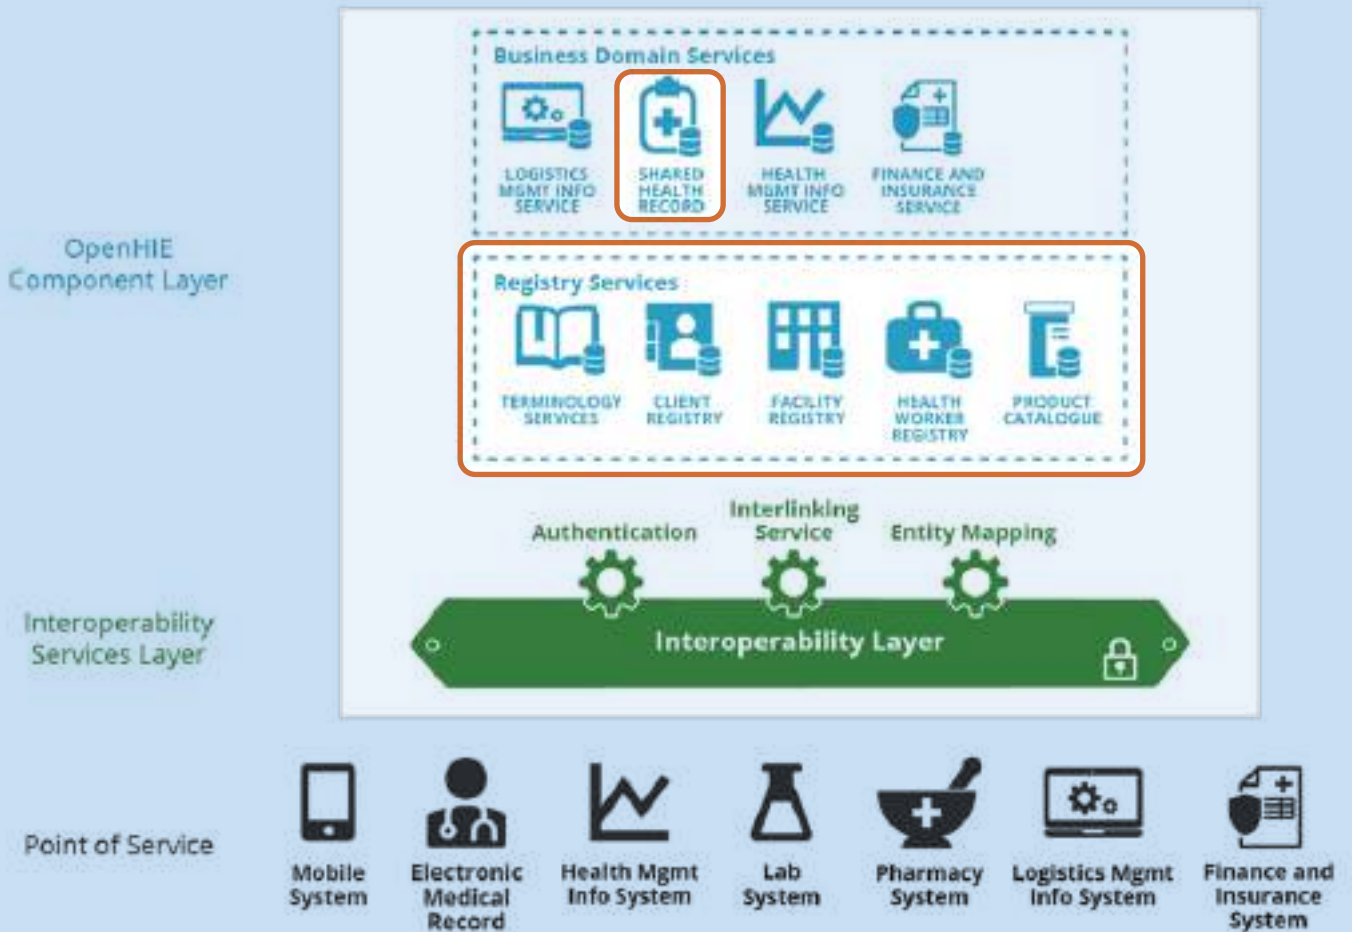 Business Domain Services
LOGISTICS
MGMT INFO
SERVICE
SHARED
HEALTH
RECORD
HEALTH
MGMT INFO
SERVICE
FINANCE AND
INSURANCE
SERVICE
OpenHIE
Component Layer
Registry Services
TERMINOLOGY
SERVICES
CLIENT
REGISTRY
FACILITY
REGISTRY
HEALTH
WORKER
REGISTRY
PRODUCT
CATALOGUE
Authentication
Interlinking
Service
Entity Mapping
Interoperability
Services Layer
Interoperability Layer
Point of Service
Mobile
System
Electronic
Medical
Record
Health Mgmt
Info System
Lab
System
Pharmacy
System
Logistics Mgmt
Info System
Finance and
Insurance
System